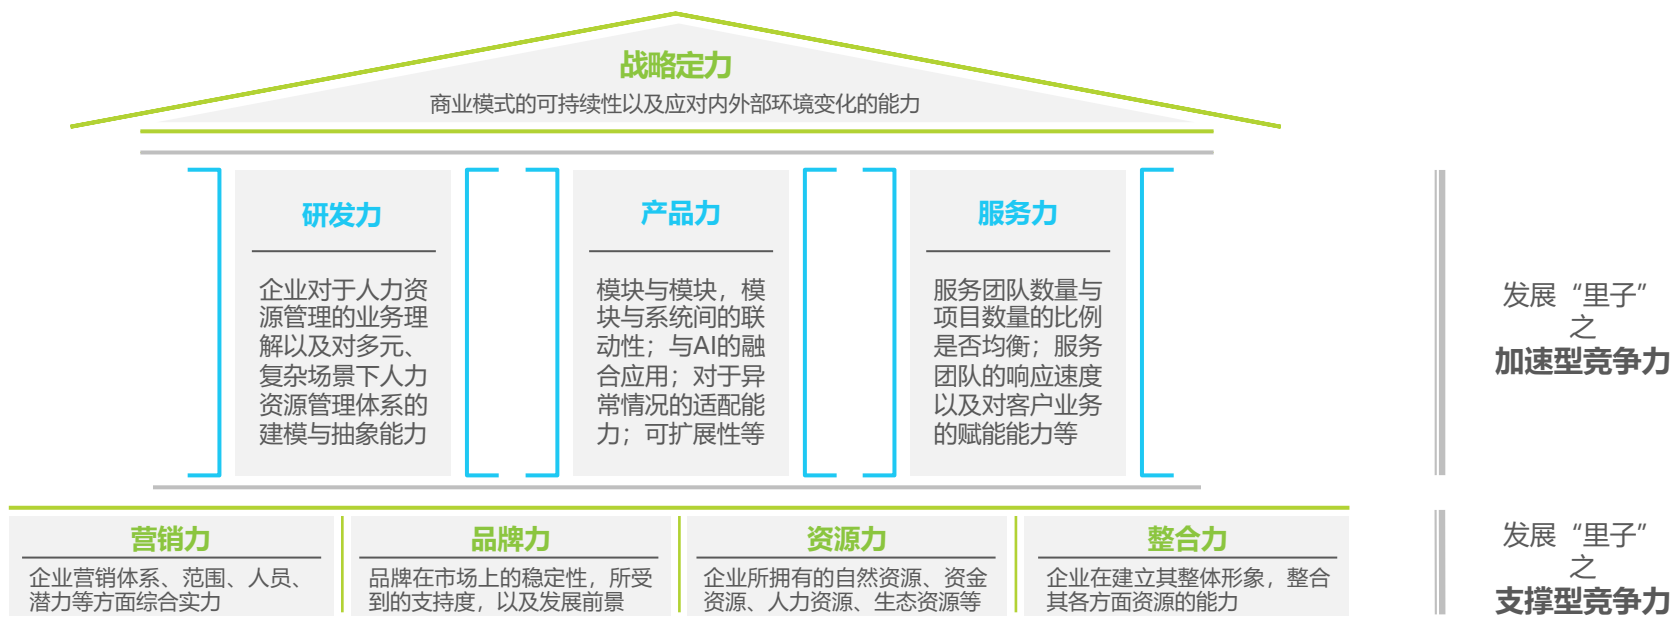 战略定力
商业模式的可持续性以及应对内外部环境变化的能力
研发力
企业对于人力资
源管理的业务理
解以及对多元、
复杂场景下人力
资源管理体系的
建模与抽象能力
产品力
模块与模块，模
块与系统间的联
动性；与AI的融
合应用；对于异
常情况的适配能
力；可扩展性等
服务力
服务团队数量与
项目数量的比例
是否均衡；服务
团队的响应速度
以及对客户业务
的赋能能力等
发展“里子”
之
加速型竞争力
营销力
企业营销体系、范围、人员、
潜力等方面综合实力
品牌力
品牌在市场上的稳定性，所受
到的支持度，以及发展前景
资源力
企业所拥有的自然资源、资金
资源、人力资源、生态资源等
整合力
企业在建立其整体形象，整合
其各方面资源的能力
发展“里子”
之
支撑型竞争力